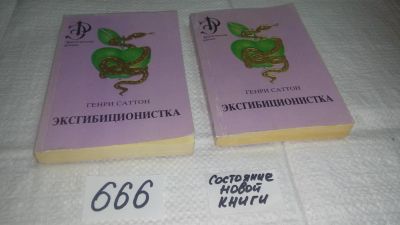 ГЕНРИ САТТОН
ЭКСГИБИЦИОНИСТКА
ГЕНРИ САТТОН
ЭКСГИБИЦИОНИСТКА
666
состояние
новой
книги